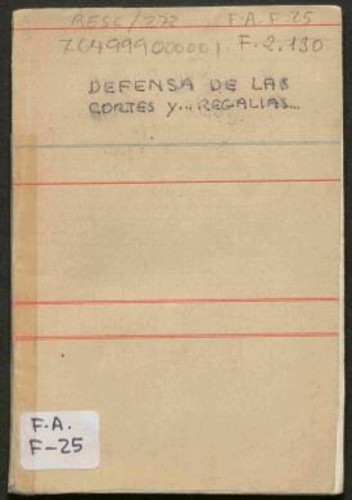 RESC/272 F.A.F-25
704999000001 F-2.130
DEFENSA DE LAS
CORTES Y... REGALIAS...
F.A.
F-25